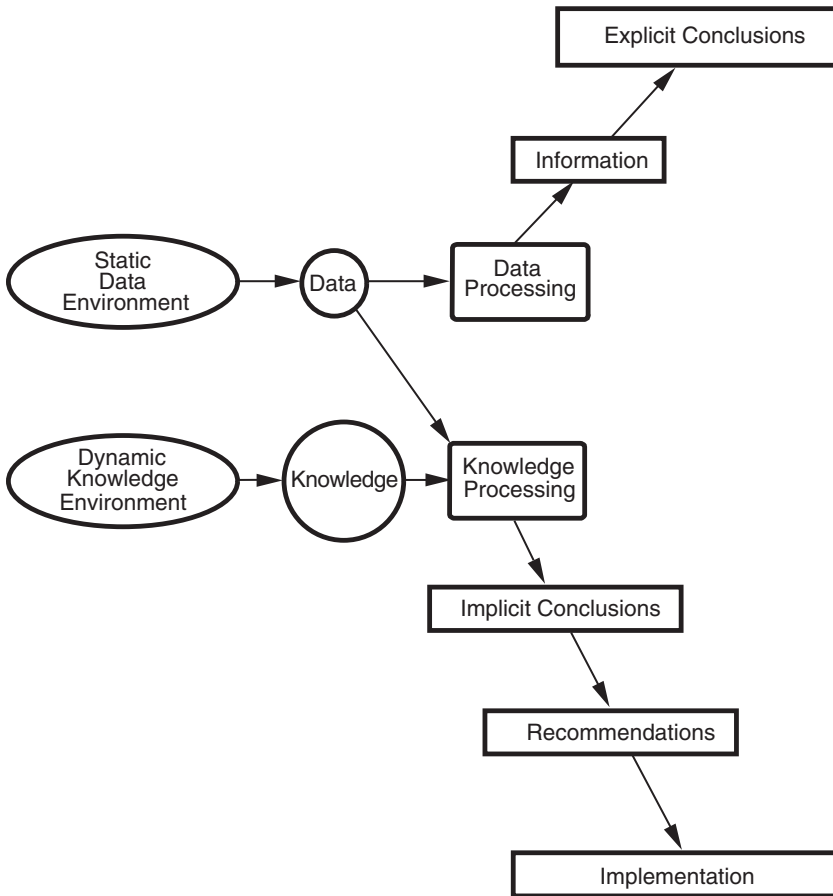 Explicit Conclusions
Information
Static
Data
Environment
Data
Data
Processing
Dynamic
Knowledge
Environment
Knowledge
Knowledge
Processing
Implicit Conclusions
Recommendations
Implementation